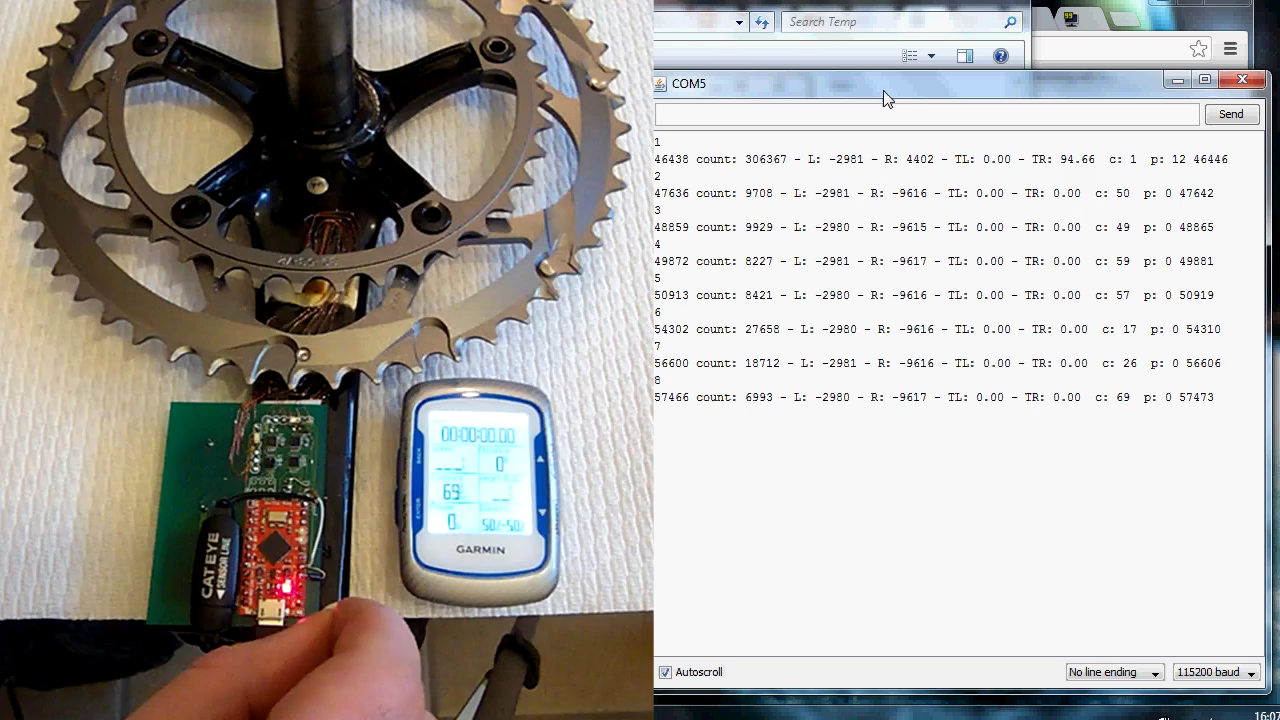 Search Temp
99
COM5
Send
1
46438 count: 306367 - L: -2981 - R: 4402 - TL: 0.00 - TR: 94.66 c: 1 p: 12 46446
2
47636 count: 9708 - L: -2981 - R: -9616 - TL: 0.00 - TR: 0.00 c: 50 p: 0 47642
3
48859 count: 9929 - L: -2980 - R: -9615 - TL: 0.00 - TR: 0.00 c: 49 p: 0 48865
4
49872 count: 8227 - L: -2981 - R: -9617 - TL: 0.00 - TR: 0.00 c: 59 p: 0 49881
5
50913 count: 8421 - L: -2980 - R: -9616 - TL: 0.00 - TR: 0.00 c: 57 p: 0 50919
6
54302 count: 27658 - L: -2980 - R: -9616 - TL: 0.00 - TR: 0.00 c: 17 p: 0 54310
7
56600 count: 18712 - L: -2981 - R: -9616 - TL: 0.00 - TR: 0.00 c: 26 p: 0 56606
8
57466 count: 6993 - L: -2980 - R: -9617 - TL: 0.00 - TR: 0.00 c: 69 p: 0 57473
Autoscroll
No line ending
115200 baud
00:00:00.00
0
69
0
50/-50/
GARMIN
BACK
ENTER
CATEYE
SENSOR LINE